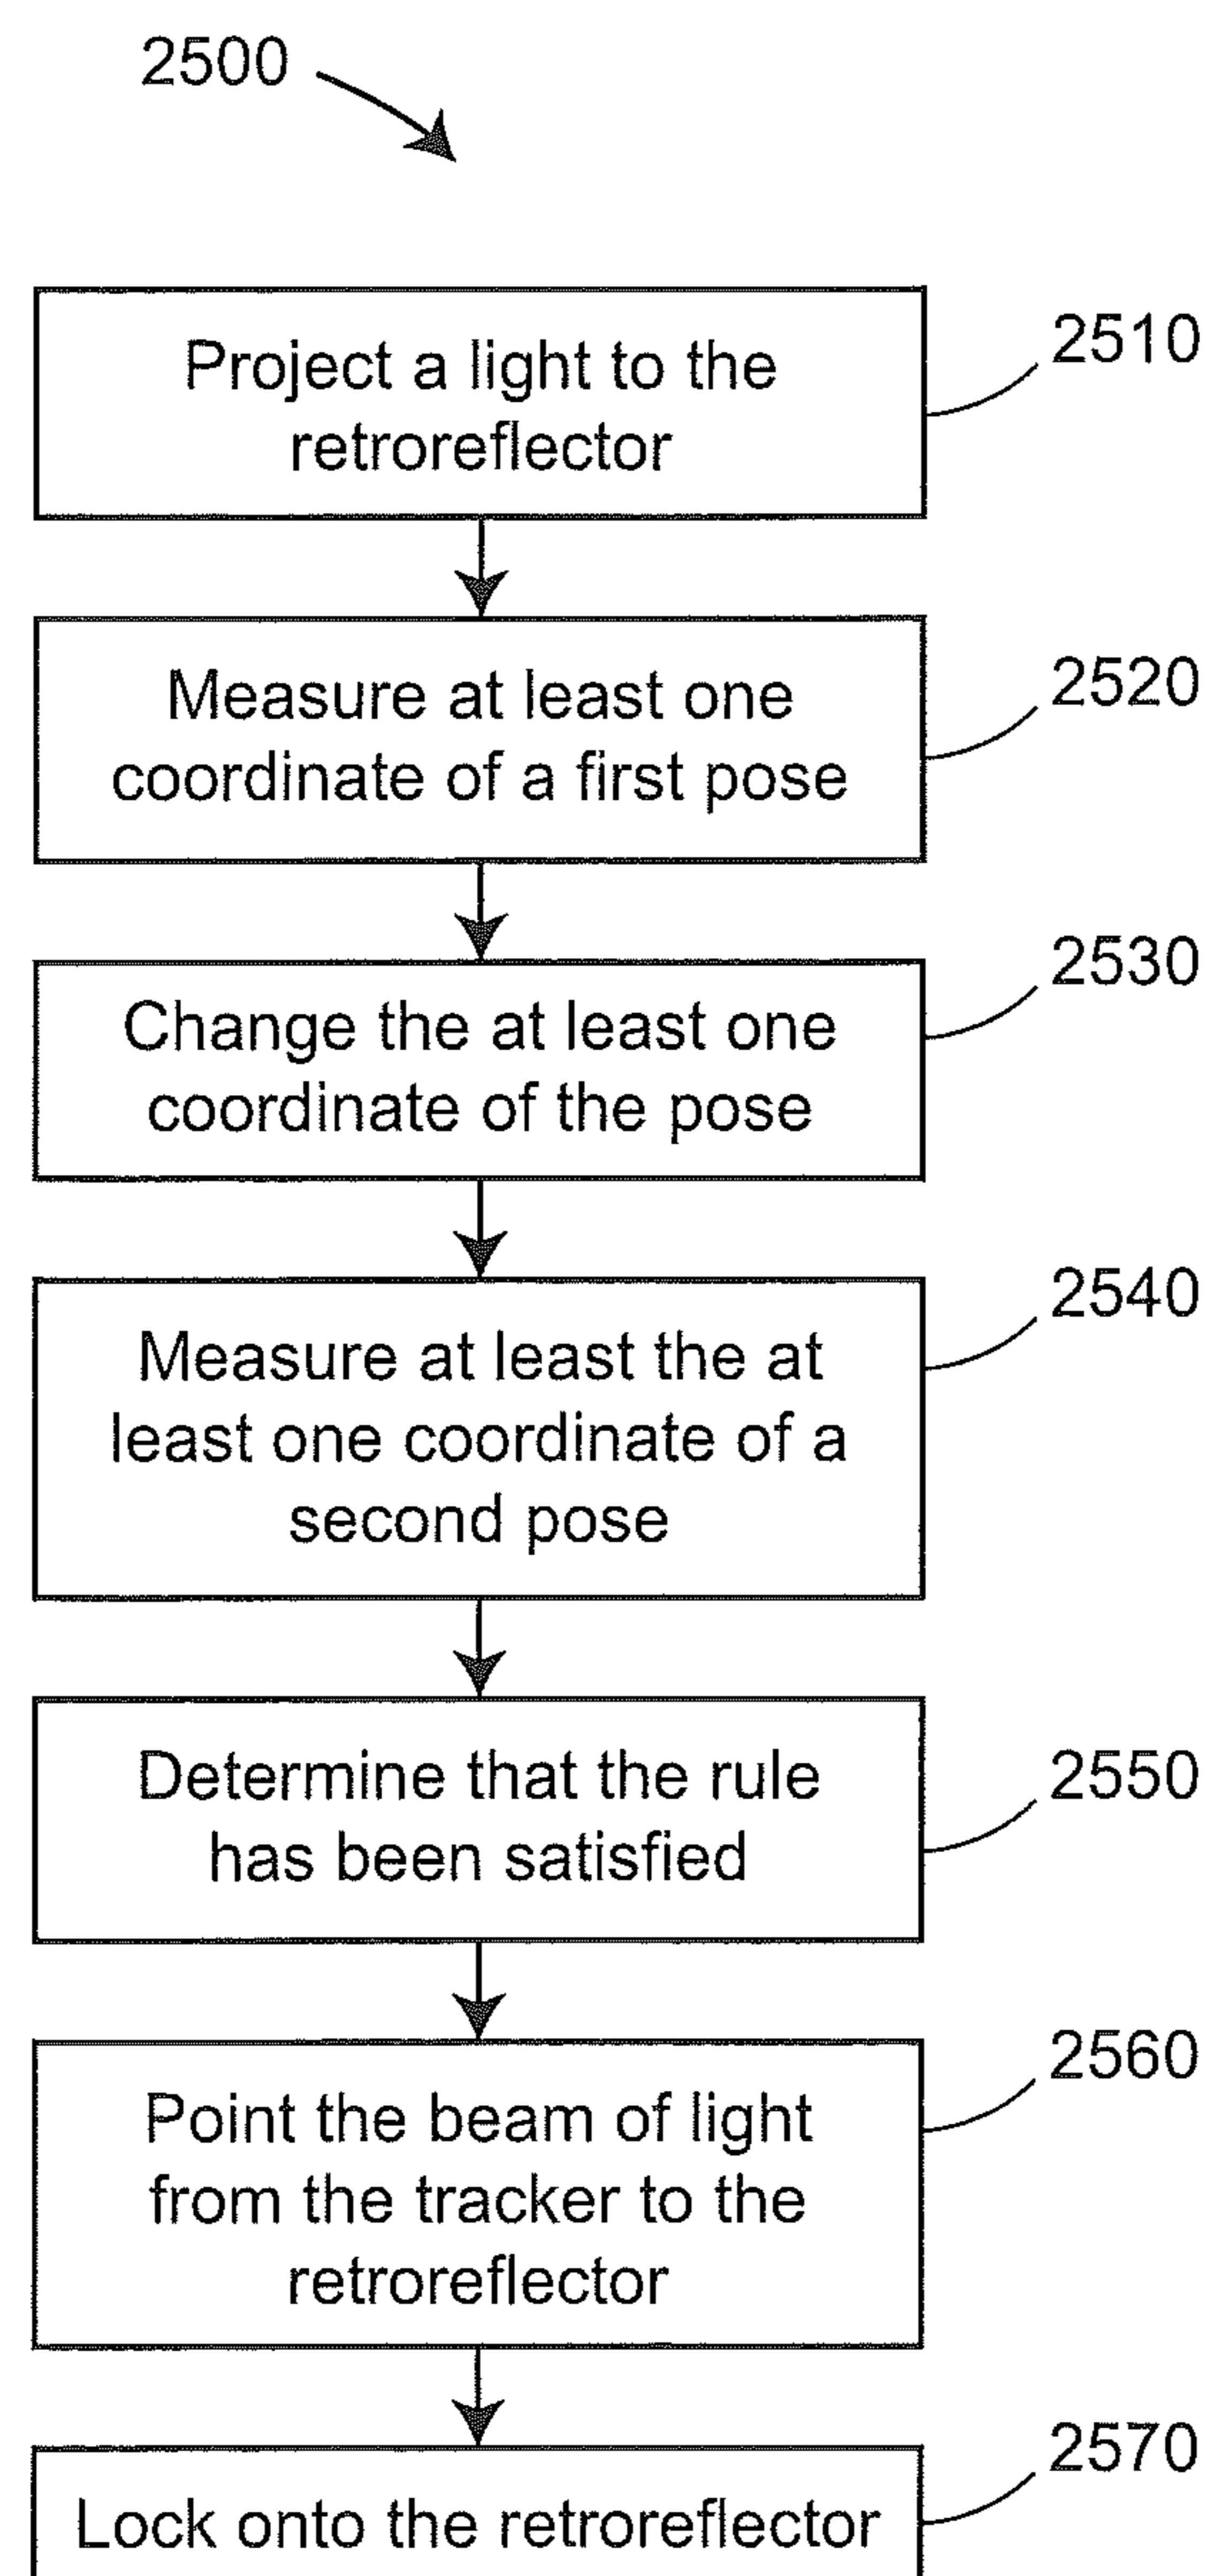 2500
Project a light to the
retroreflector
2510
Measure at least one
coordinate of a first pose
2520
Change the at least one
coordinate of the pose
2530
Measure at least the at
least one coordinate of a
second pose
2540
Determine that the rule
has been satisfied
2550
Point the beam of light
from the tracker to the
retroreflector
2560
Lock onto the retroreflector
2570